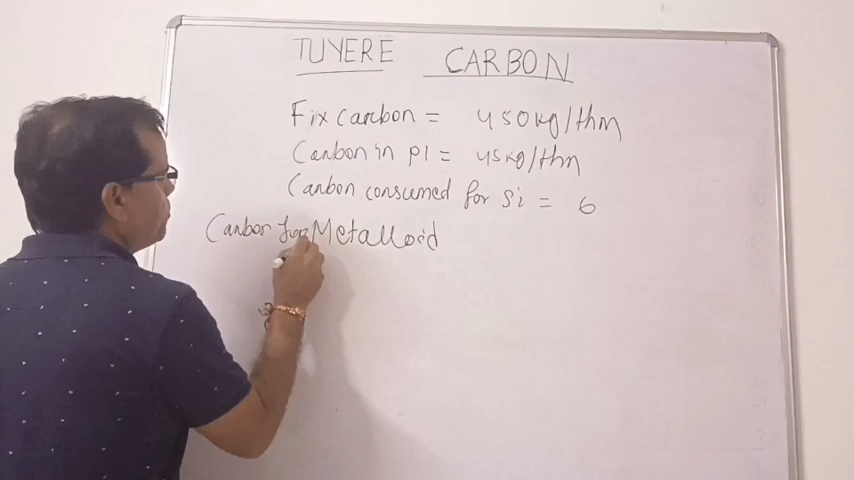 TUYERE CARBON
Fix carbon = 450kg/thm
Carbon in PI = 45kg/thm
Carbon consumed for Si = 6
Carbon for Metalloid